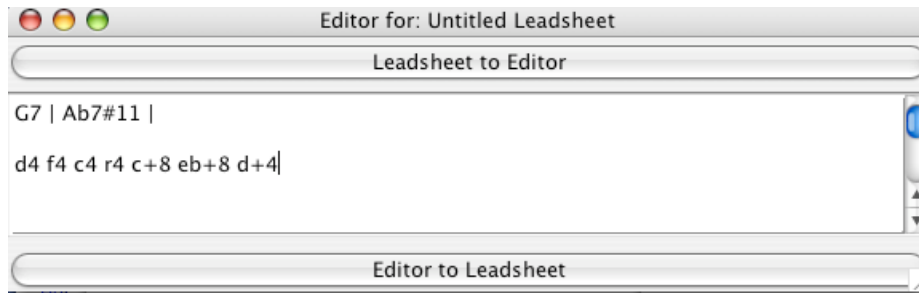 Editor for: Untitled Leadsheet
Leadsheet to Editor
G7 | Ab7#11 |
d4 f4 c4 r4 c+8 eb+8 d+4
Editor to Leadsheet